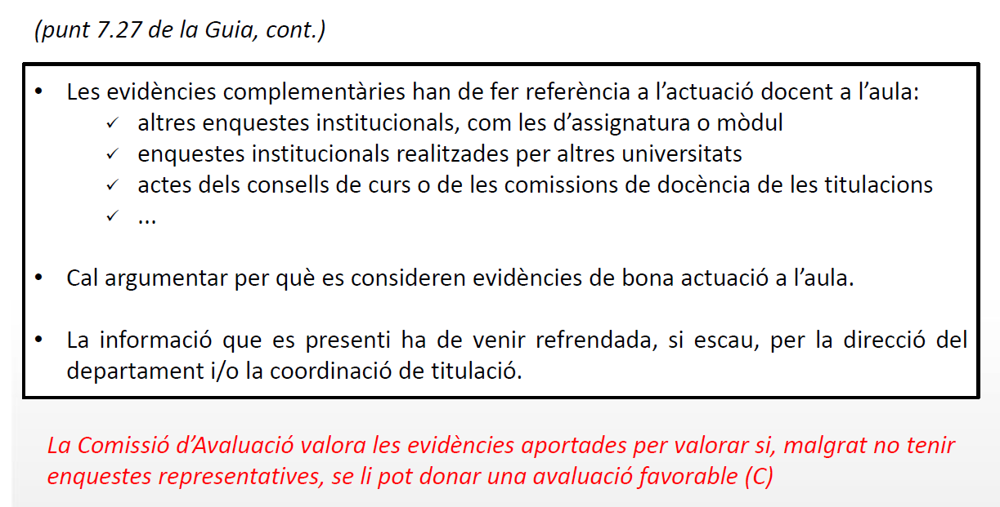 (punt 7.27 de la Guia, cont.)
• Les evidències complementàries han de fer referència a l’actuació docent a l’aula:
✓ altres enquestes institucionals, com les d’assignatura o mòdul
✓ enquestes institucionals realitzades per altres universitats
✓ actes dels consells de curs o de les comissions de docència de les titulacions
✓ ...
• Cal argumentar per què es consideren evidències de bona actuació a l’aula.
• La informació que es presenti ha de venir refrendada, si escau, per la direcció del
departament i/o la coordinació de titulació.
La Comissió d’Avaluació valora les evidències aportades per valorar si, malgrat no tenir
enquestes representatives, se li pot donar una avaluació favorable (C)